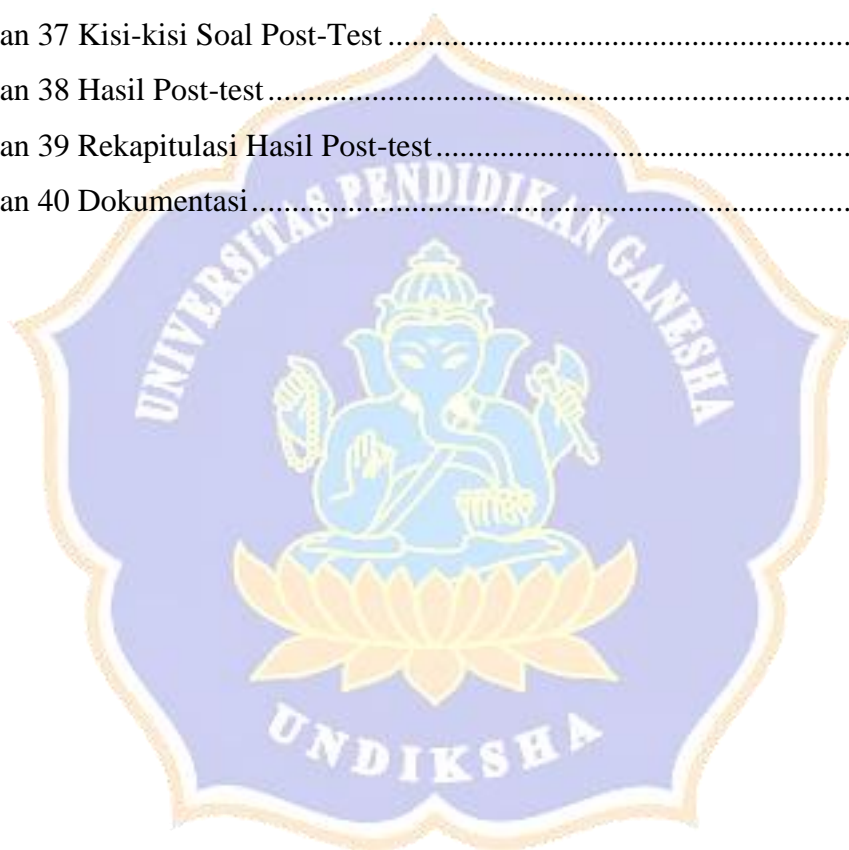 an 37 Kisi-kisi Soal Post-Test ................................................................
an 38 Hasil Post-test ................................................................................
an 39 Rekapitulasi Hasil Post-test ..........................................................
an 40 Dokumentasi ..................................................................................
UNIVERSITAS PENDIDIKAN GANESHA
UNDIKSHA